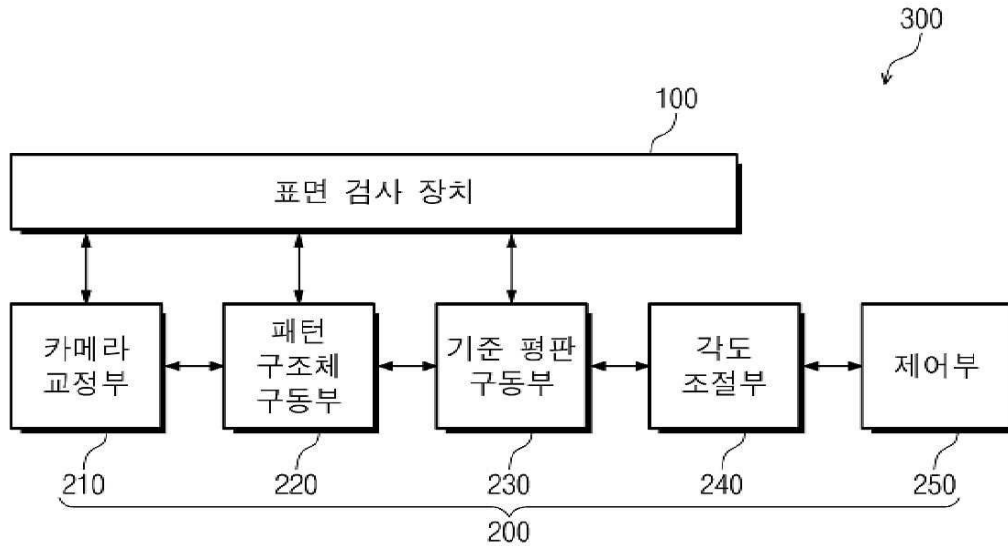 300
100
표면 검사 장치
카메라
교정부
패턴
구조체
구동부
기준 평판
구동부
각도
조절부
제어부
210
220
230
240
250
200